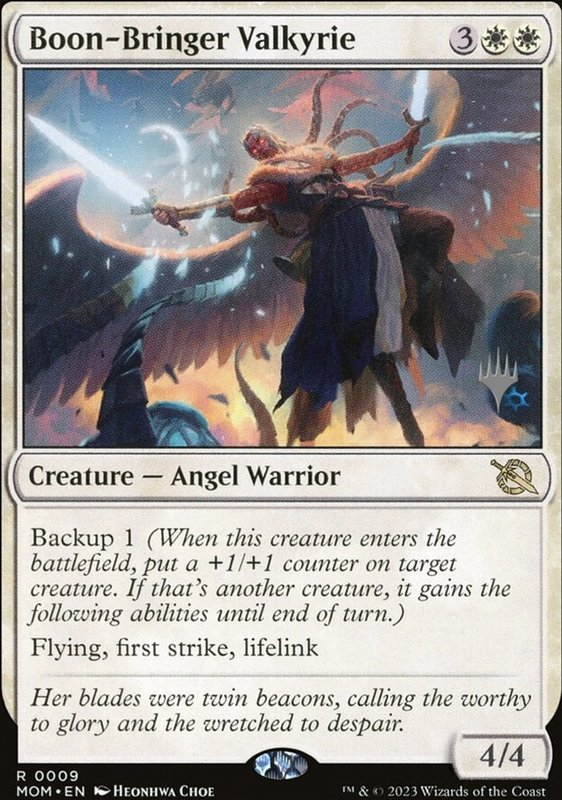 Boon-Bringer Valkyrie 3
Creature — Angel Warrior
Backup 1 (When this creature enters the
battlefield, put a +1/+1 counter on target
creature. If that's another creature, it gains the
following abilities until end of turn.)
Flying, first strike, lifelink
Her blades were twin beacons, calling the worthy
to glory and the wretched to despair.
4/4
R 0009
MOM • EN HEONHWA CHOE
™ & © 2023 Wizards of the Coast